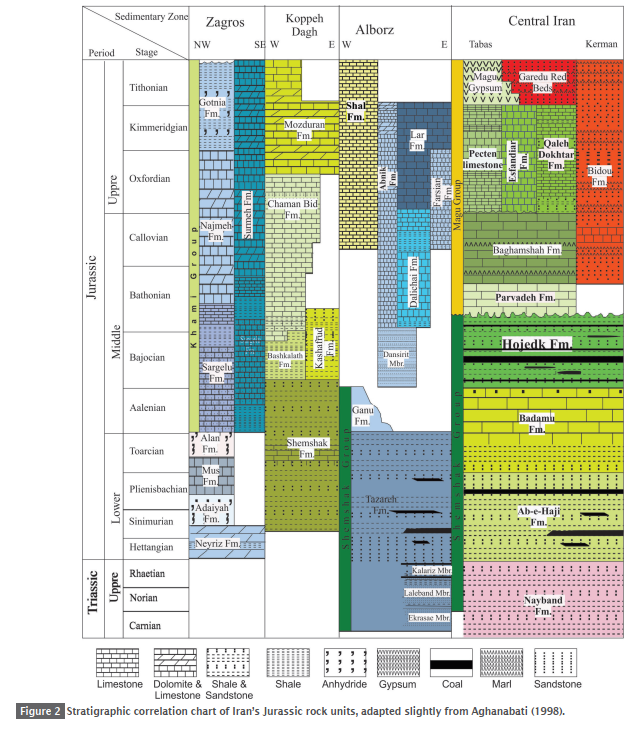 Sedimentary Zone
Zagros
Koppeh
Dagh
Alborz
Central Iran
NW
SE
W
E
W
E
Tabas
Kerman
Period
Stage
Jurassic
Uppre
Middle
Lower
Triassic
Uppre
Tithonian
Kimmeridgian
Oxfordian
Callovian
Bathonian
Bajocian
Aalenian
Toarcian
Plienisbachian
Sinimurian
Hettangian
Rhaetian
Norian
Carnian
Khami Group
Gotnia
Fm.
Najmeh
Fm.
Sargelu
Fm.
Alan
Fm.
Mus
Fm.
Adaiyah
Fm.
Neyriz Fm.
Surmeh Fm.
Mozduran
Fm.
Chaman Bid
Fm.
Bashkalath
Fm.
Kashafrud
Fm.
Shemshak
Fm.
Shal
Fm.
Abnik
Fm.
Lar
Fm.
Farsian
Fm.
Dalichai Fm.
Dansirit
Mbr.
Ganu
Fm.
Shemshak Group
Tazareh
Fm.
Kalariz Mbr.
Laleband Mbr.
Ekrasae Mbr.
Magu Group
Shemshak Group
Magu
Gypsum
Garedu Red
Beds
Pecten
limestone
Esfandiar
Fm.
Qaleh
Dokhtar
Fm.
Bidou
Fm.
Baghamshah Fm.
Parvadeh Fm.
Hojedk Fm.
Badamu
Fm.
Ab-e-Haji
Fm.
Nayband
Fm.
Limestone
Dolomite &
Limestone
Shale &
Sandstone
Shale
Anhydride
Gypsum
Coal
Marl
Sandstone
Figure 2 Stratigraphic correlation chart of Iran's Jurassic rock units, adapted slightly from Aghanabati (1998).